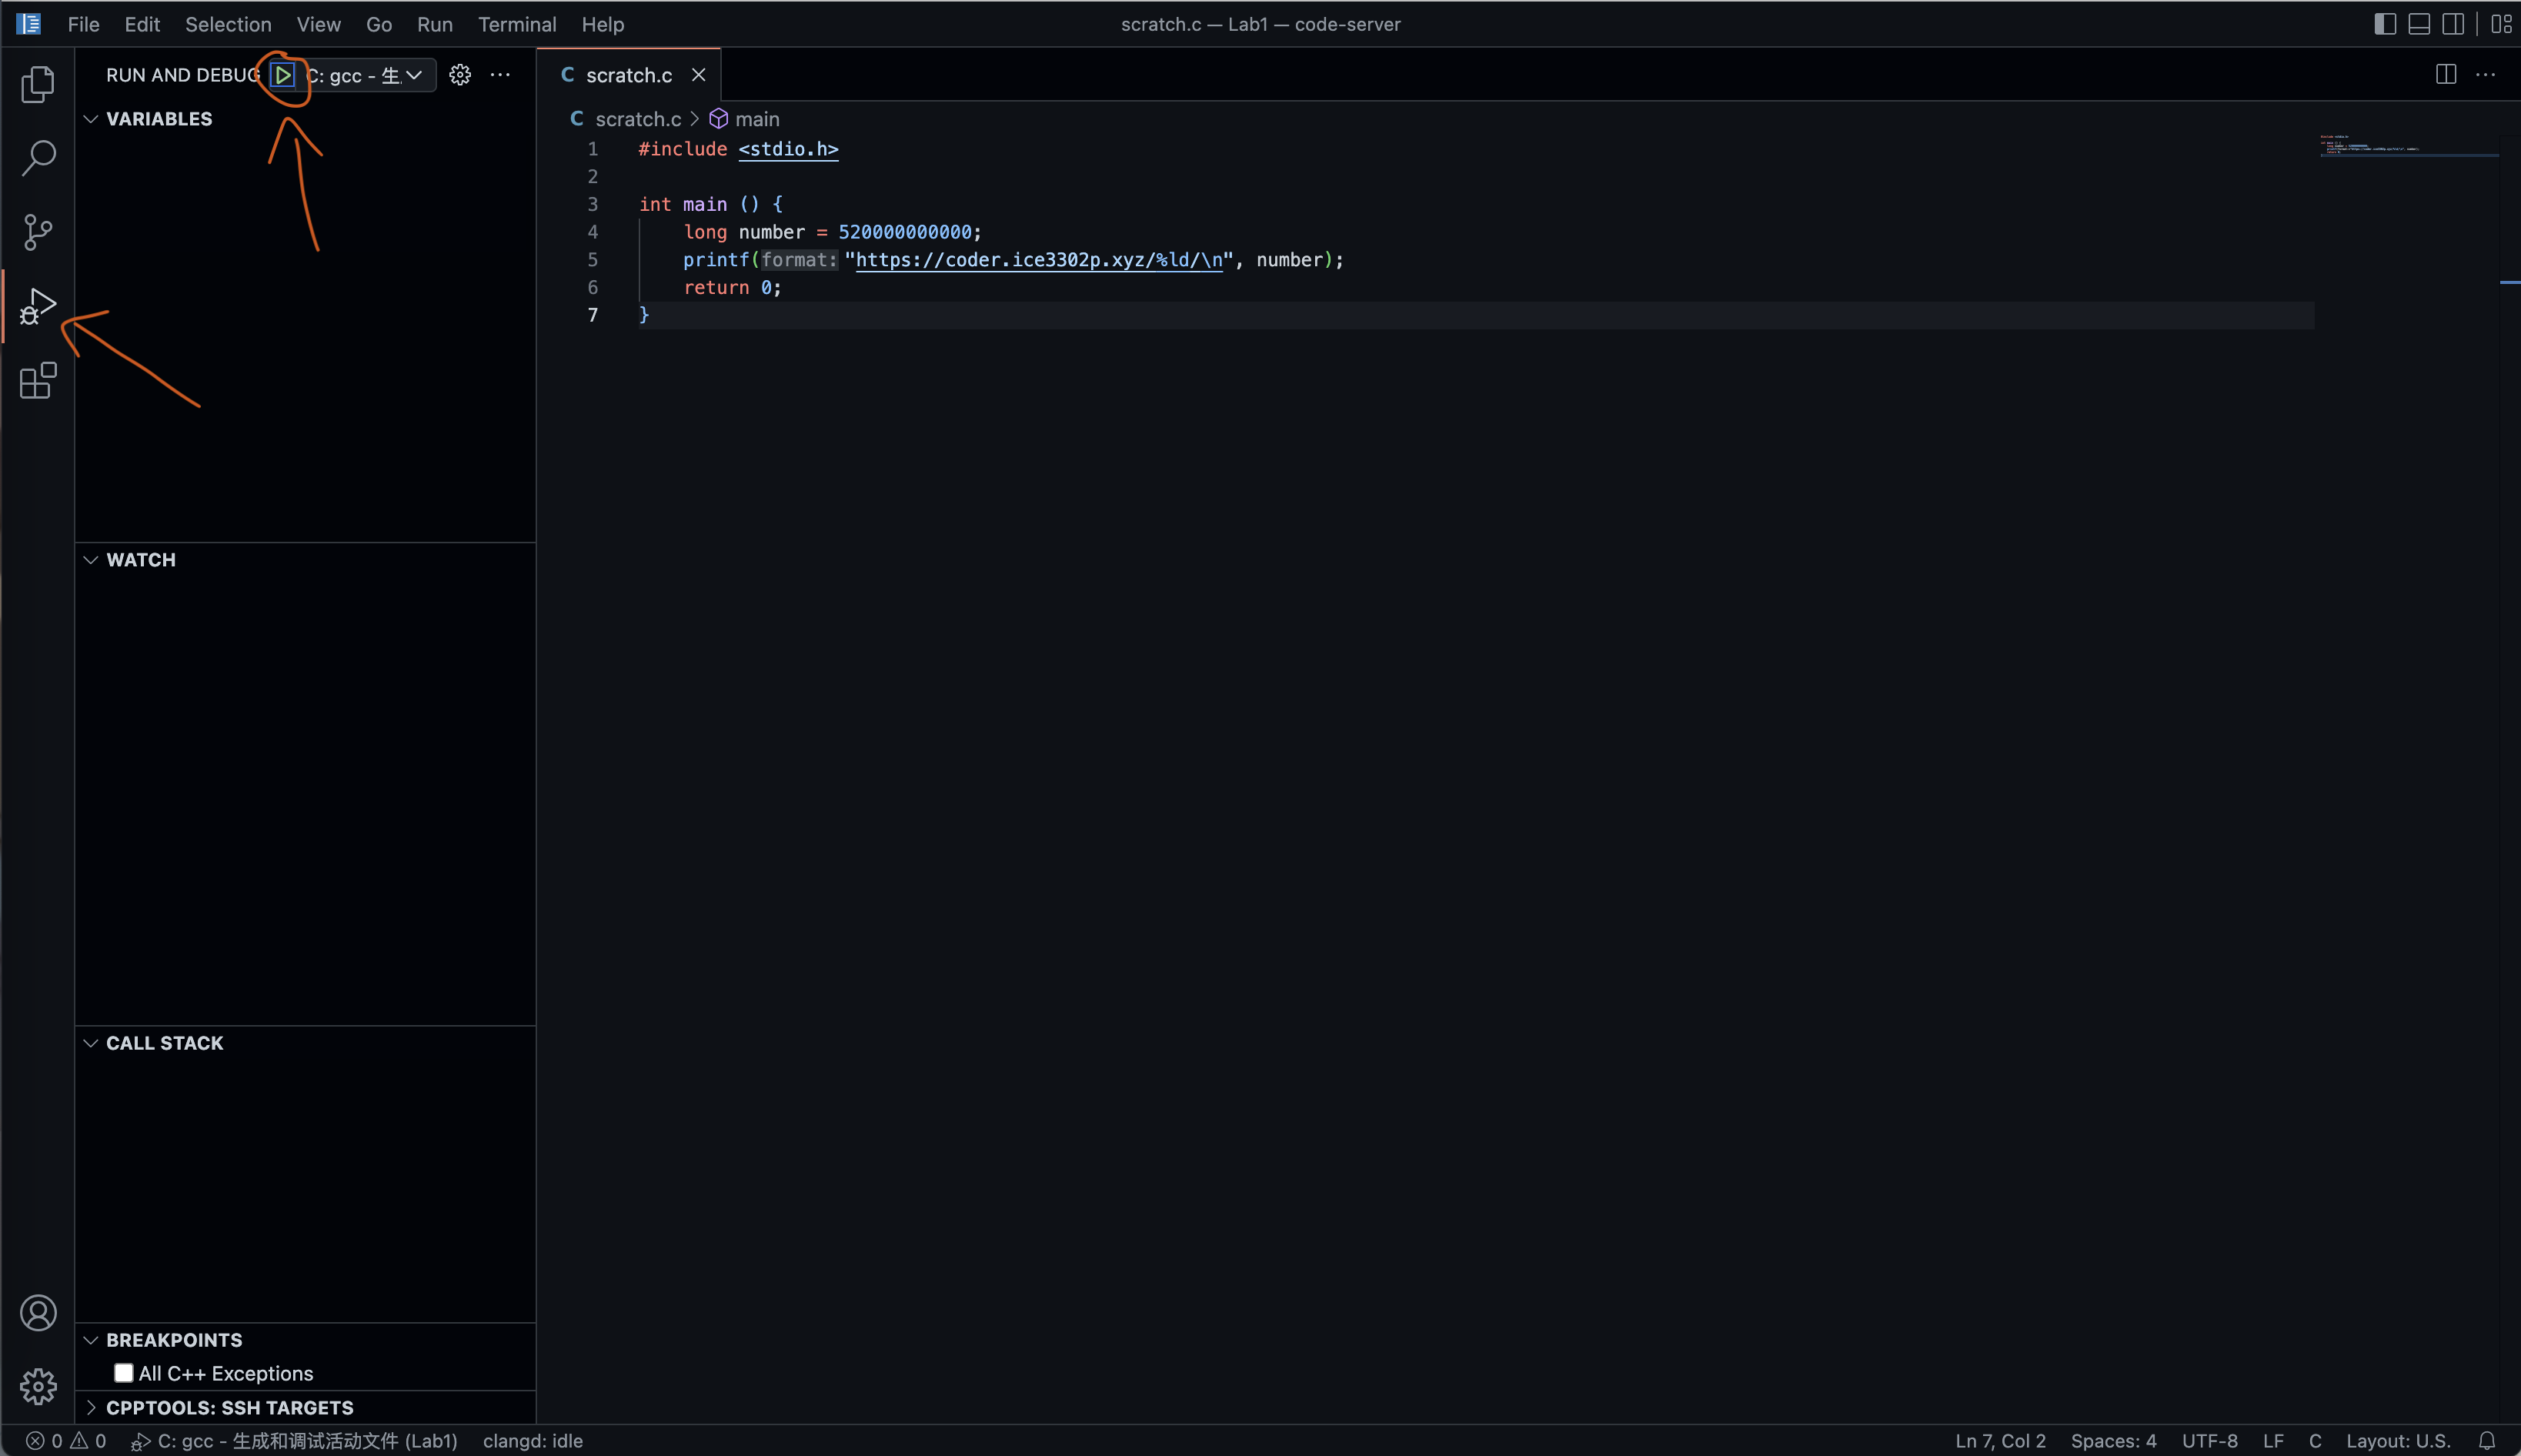 File Edit Selection View Go Run Terminal Help
scratch.c — Lab1 — code-server
RUN AND DEBUG
C: gcc - 生.
VARIABLES
WATCH
CALL STACK
BREAKPOINTS
All C++ Exceptions
CPPTOOLS: SSH TARGETS
C scratch.c
C scratch.c > main
1 #include <stdio.h>
2
3 int main () {
4 long number = 520000000000;
5 printf(format: "https://coder.ice3302p.xyz/%ld/\n", number);
6 return 0;
7 }
0 0 C: gcc - 生成和调试活动文件 (Lab1) clangd: idle
Ln 7, Col 2 Spaces: 4 UTF-8 LF C Layout: U.S.